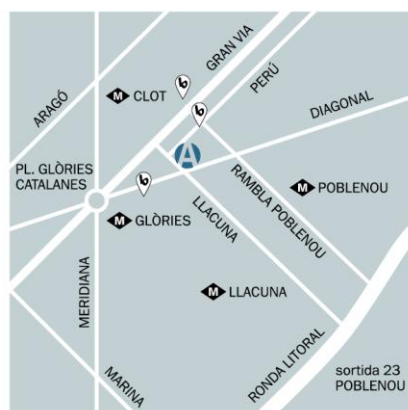 GRAN VIA
ARAGÓ
M CLOT
PERÚ
DIAGONAL
A
PL. GLÒRIES
CATALANES
M GLÒRIES
LLACUNA
RAMBLA POBLENOU
M POBLENOU
MERIDIANA
M LLACUNA
MARINA
RONDA LITORAL
sortida 23
POBLENOU